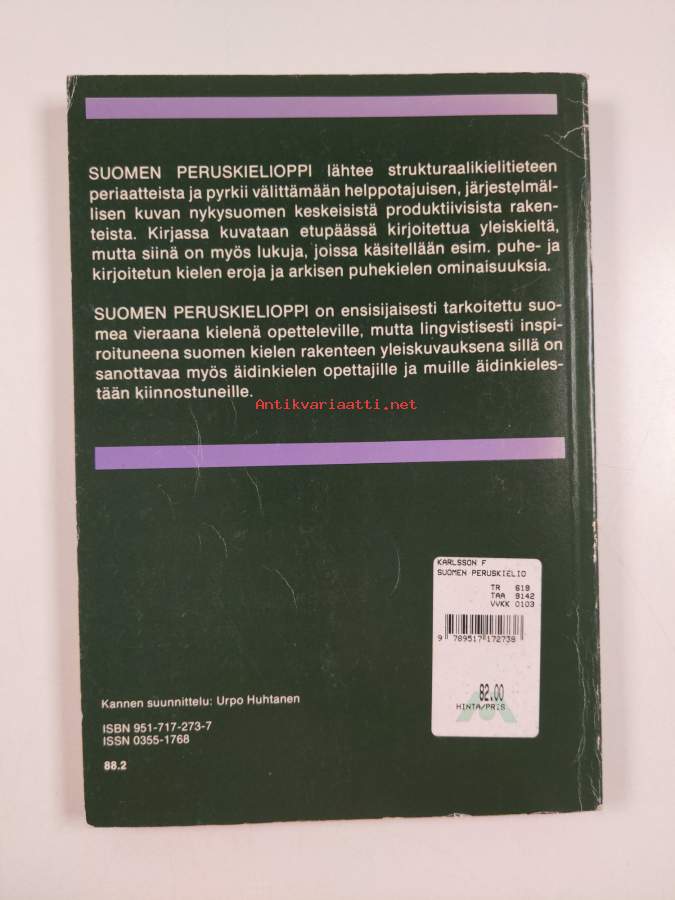 SUOMEN PERUSKIELIOPPI lähtee strukturaalikielitieteen
periaatteista ja pyrkii välittämään helppotajuisen, järjestelmäl-
lisen kuvan nykysuomen keskeisistä produktiivisista raken-
teista. Kirjassa kuvataan etupäässä kirjoitettua yleiskieltä,
mutta siinä on myös lukuja, joissa käsitellään esim. puhe- ja
kirjoitetun kielen eroja ja arkisen puhekielen ominaisuuksia.
SUOMEN PERUSKIELIOPPI on ensisijaisesti tarkoitettu suo-
mea vieraana kielenä opetteleville, mutta lingvistisesti inspi-
roituneena suomen kielen rakenteen yleiskuvauksena sillä on
sanottavaa myös äidinkielen opettajille ja muille äidinkieles-
tään kiinnostuneille.
Antikvariaatti.net
KARLSSON F
SUOMEN PERUSKIELIO
TR 619
TAA 9142
VVKK 0103
9 789517 172738
82.00
HINTA/PRIS
Kannen suunnittelu: Urpo Huhtanen
ISBN 951-717-273-7
ISSN 0355-1768
88.2